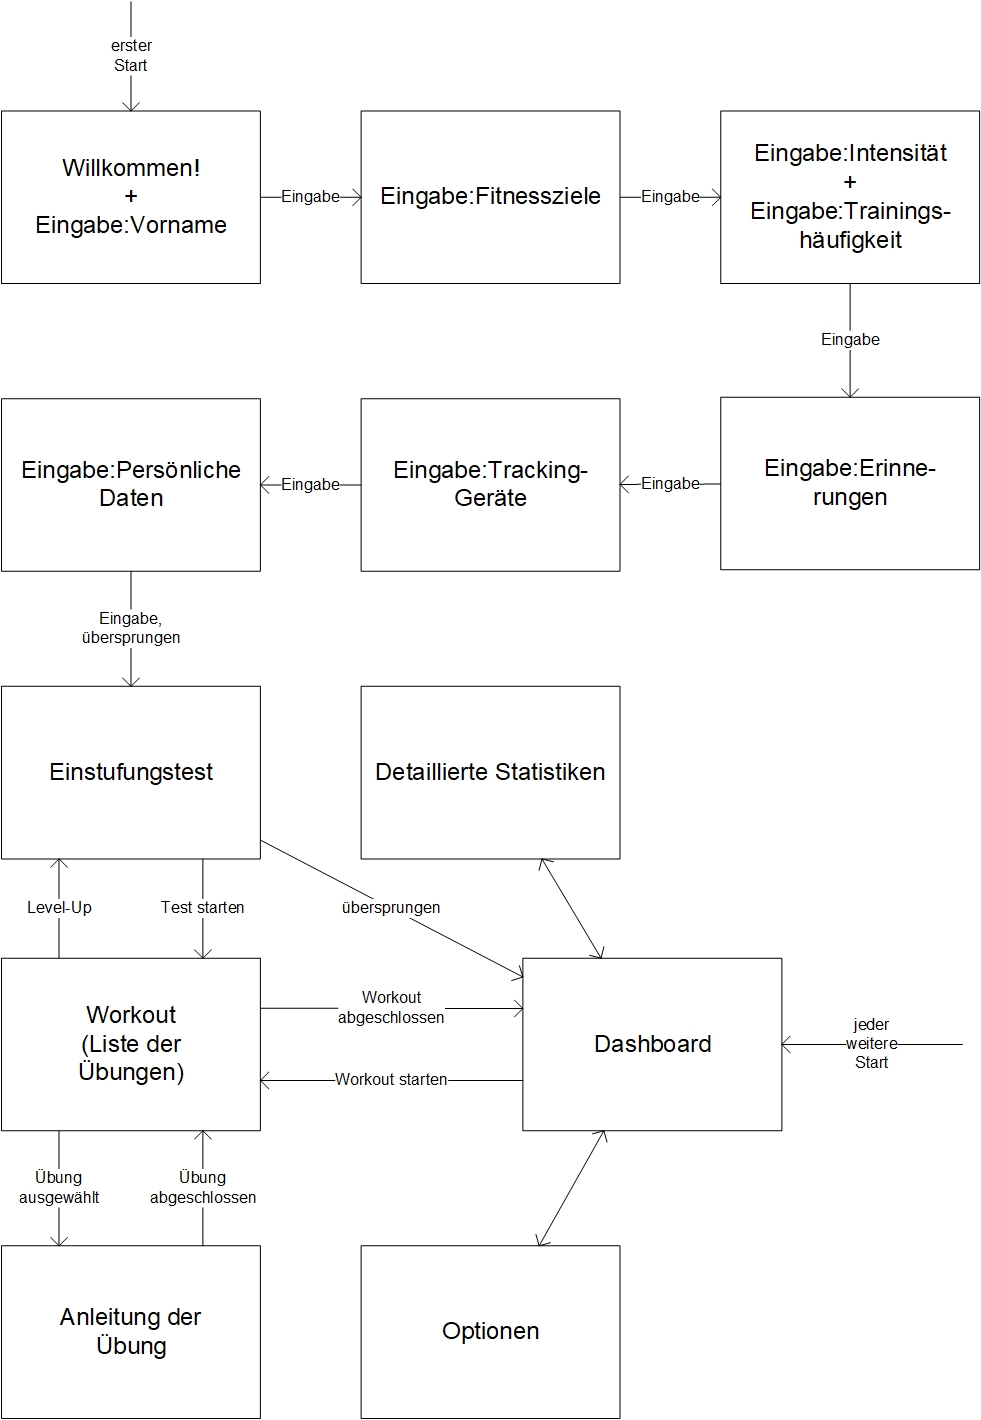 erster
Start
Willkommen!
+
Eingabe:Vorname
Eingabe
Eingabe:Fitnessziele
Eingabe
Eingabe:Intensität
+
Eingabe:Trainings-
häufigkeit
Eingabe
Eingabe:Erinne-
rungen
Eingabe
Eingabe:Tracking-
Geräte
Eingabe
Eingabe:Persönliche
Daten
Eingabe,
übersprungen
Einstufungstest
Detaillierte Statistiken
Level-Up
Test starten
übersprungen
Workout
(Liste der
Übungen)
Workout
abgeschlossen
Workout starten
Dashboard
jeder
weitere
Start
Übung
ausgewählt
Übung
abgeschlossen
Anleitung der
Übung
Optionen